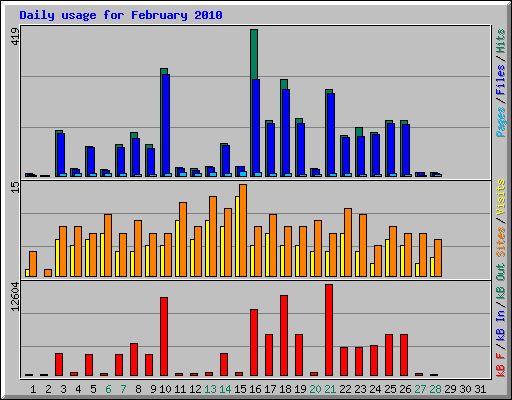 Daily usage for February 2010
419
Pages / Files / Hits
15
Sites / Visits
12604
kB F / kB In / kB Out
1 2 3 4 5 6 7 8 9 10 11 12 13 14 15 16 17 18 19 20 21 22 23 24 25 26 27 28 29 30 31